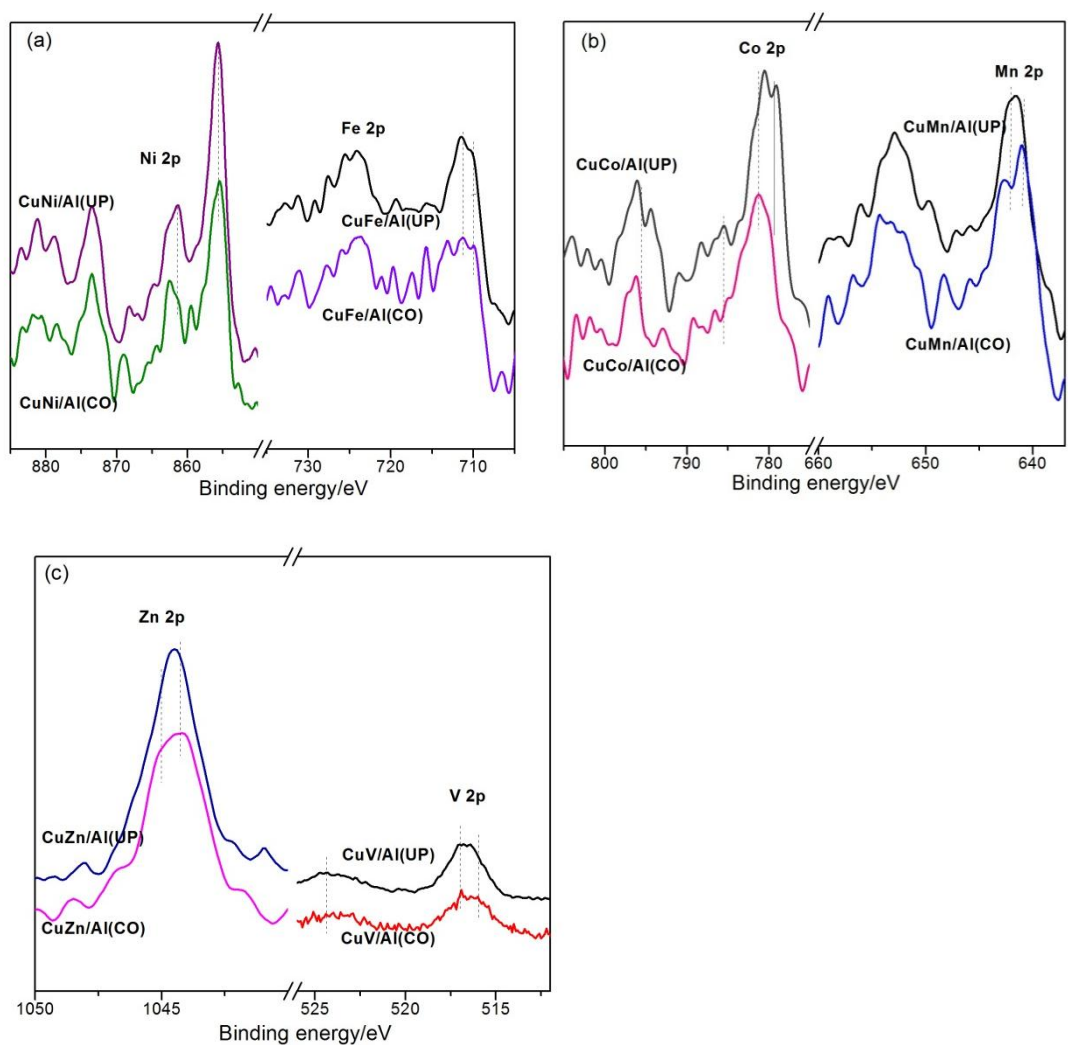 (a)
Ni 2p
Fe 2p
CuNi/Al(UP)
CuFe/Al(UP)
CuFe/Al(CO)
CuNi/Al(CO)
880 870 860 730 720 710
Binding energy/eV
(b)
Co 2p
Mn 2p
CuMn/Al(UP)
CuCo/Al(UP)
CuCo/Al(CO)
CuMn/Al(CO)
800 790 780 660 650 640
Binding energy/eV
(c)
Zn 2p
V 2p
CuZn/Al(UP)
CuV/Al(UP)
CuZn/Al(CO)
CuV/Al(CO)
1050 1045 525 520 515
Binding energy/eV